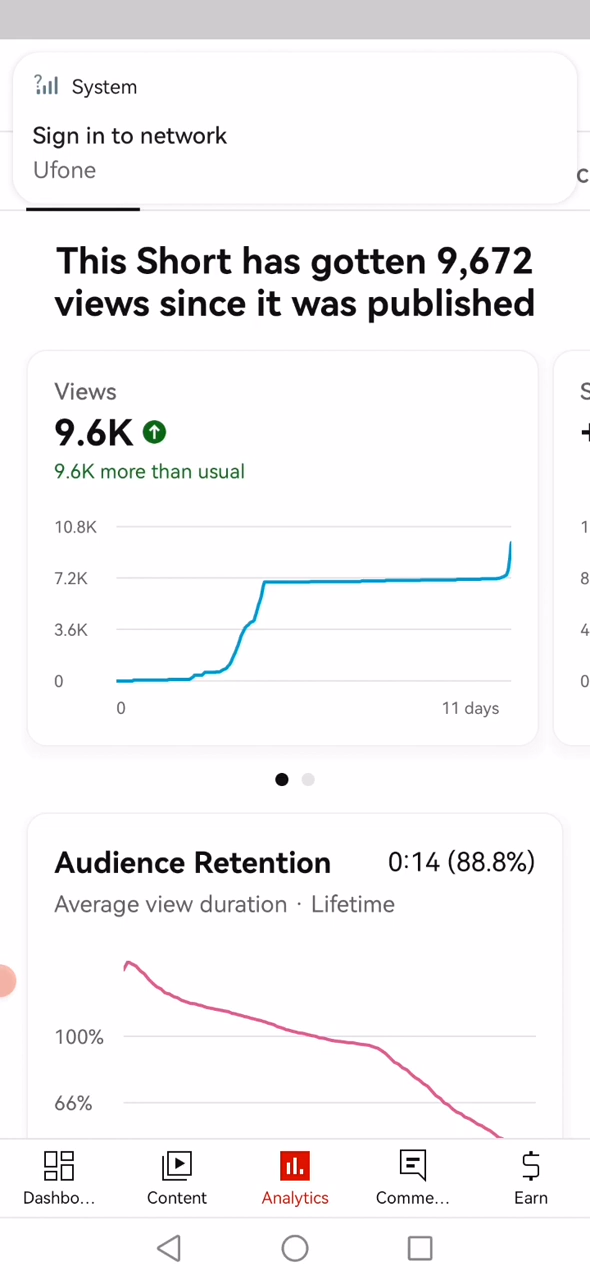 System
Sign in to network
Ufone
This Short has gotten 9,672
views since it was published
Views
9.6K
9.6K more than usual
10.8K
7.2K
3.6K
0
0
11 days
Audience Retention
0:14 (88.8%)
Average view duration · Lifetime
100%
66%
Dashbo...
Content
Analytics
Comme...
Earn